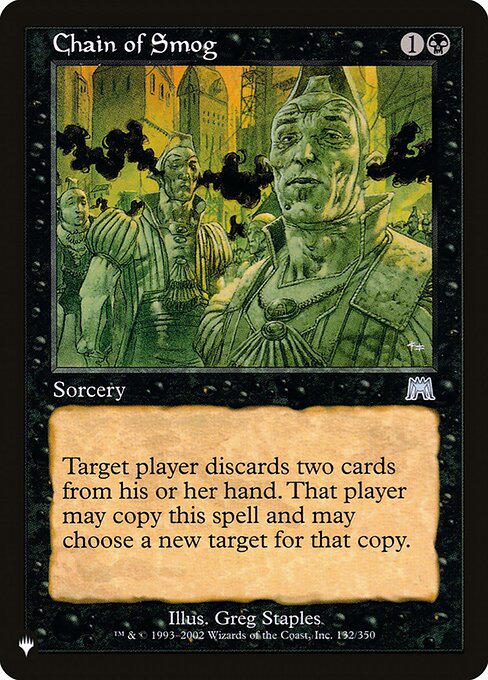 Chain of Smog 1
Sorcery
Target player discards two cards
from his or her hand. That player
may copy this spell and may
choose a new target for that copy.
Illus. Greg Staples
™ & © 1993–2002 Wizards of the Coast, Inc. 132/350